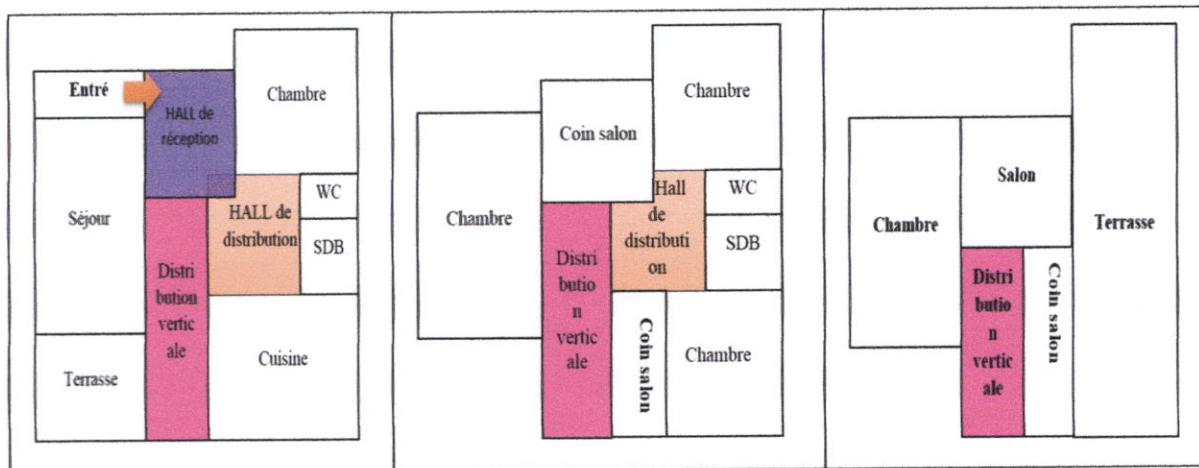 Entré
HALL de
réception
Chambre
Séjour
HALL de
distribution
WC
SDB
Distri
bution
vertic
ale
Terrasse
Cuisine
Chambre
Coin salon
Chambre
Hall
de
distributi
on
WC
SDB
Distri
butio
n
vertic
ale
Coin salon
Chambre
Chambre
Salon
Terrasse
Distri
butio
n
vertic
ale
Coin salon